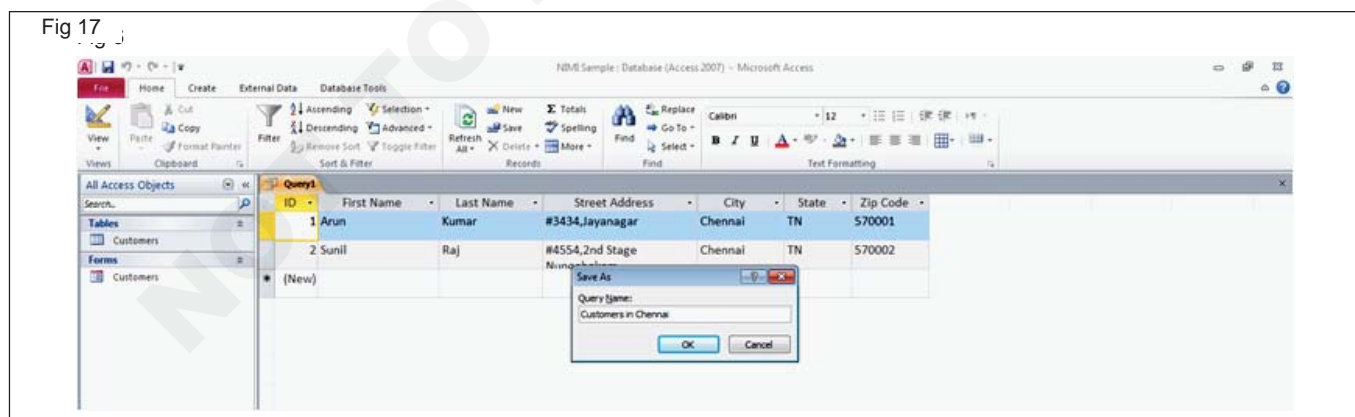 Fig 17
NIMI Sample : Database (Access 2007) - Microsoft Access
File Home Create External Data Database Tools
View
Views
Paste
Cut
Copy
Format Painter
Clipboard
Filter
Ascending
Descending
Remove Sort
Selection
Advanced
Toggle Filter
Sort & Filter
Refresh All
New
Save
Delete
Totals
Spelling
More
Records
Find
Replace
Go To
Select
Find
Calibri 12
B I U A
Text Formatting
All Access Objects
Search..
Tables
Customers
Forms
Customers
Query1
ID First Name Last Name Street Address City State Zip Code
1 Arun Kumar #3434,Jayanagar Chennai TN 570001
2 Sunil Raj #4554,2nd Stage Chennai TN 570002
(New)
Save As
Query Name:
Customers in Chennai
OK Cancel
NOT TO